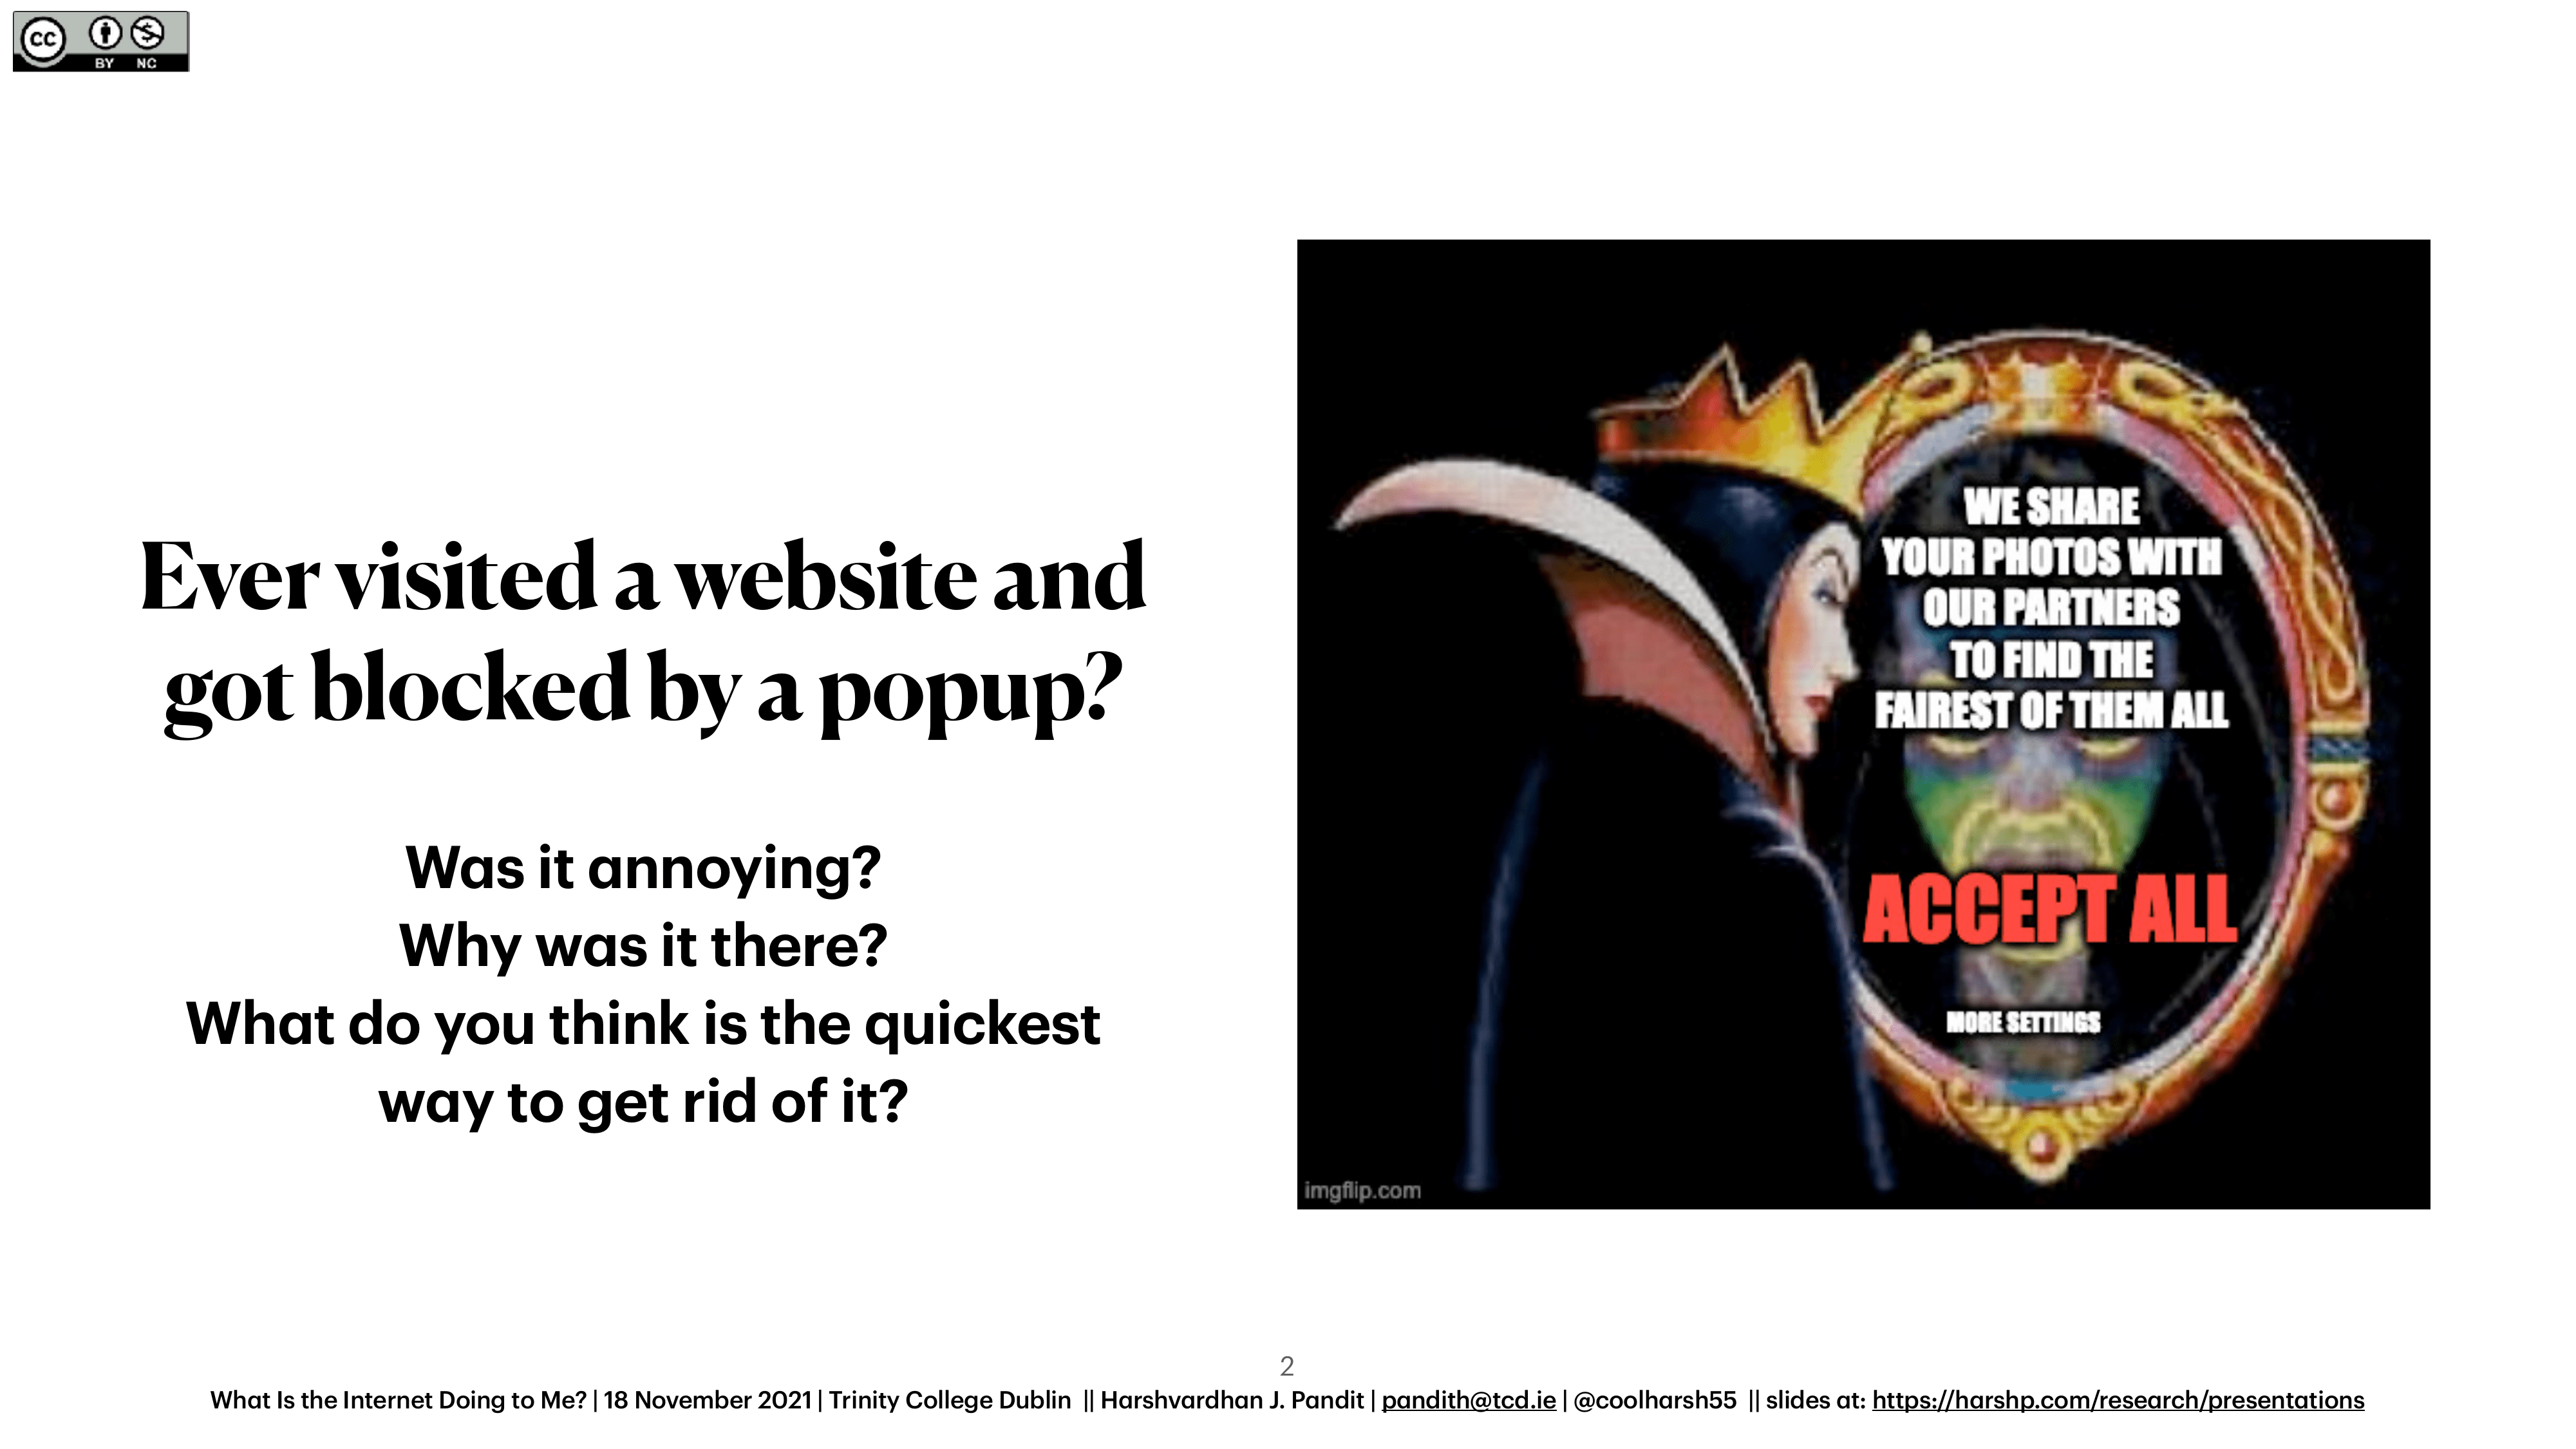 cc
BY NC
Ever visited a website and
got blocked by a popup?
Was it annoying?
Why was it there?
What do you think is the quickest
way to get rid of it?
WE SHARE
YOUR PHOTOS WITH
OUR PARTNERS
TO FIND THE
FAIREST OF THEM ALL
ACCEPT ALL
MORE SETTINGS
imgflip.com
2
What Is the Internet Doing to Me? | 18 November 2021 | Trinity College Dublin || Harshvardhan J. Pandit | pandith@tcd.ie | @coolharsh55 || slides at: https://harshp.com/research/presentations